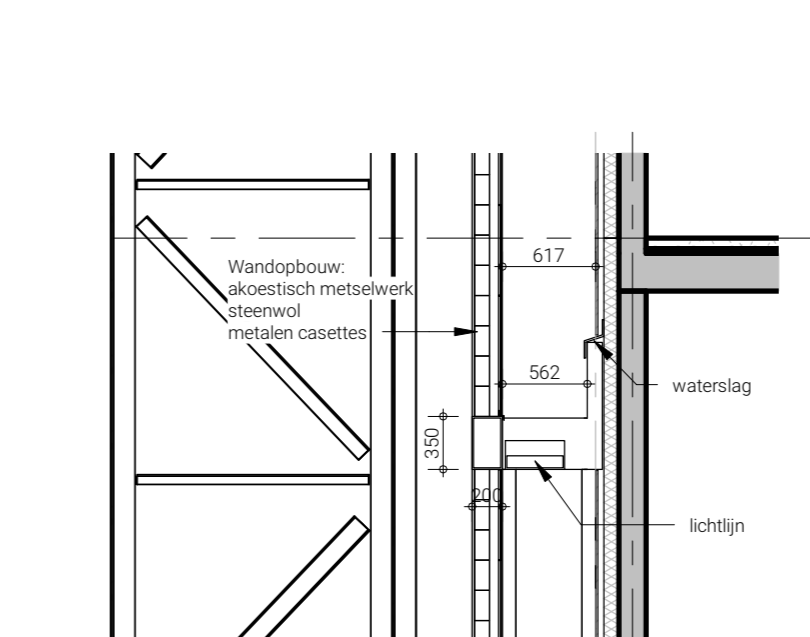 617
Wandopbouw:
akoestisch metselwerk
steenwol
metalen casettes
562
waterslag
350
200
lichtlijn